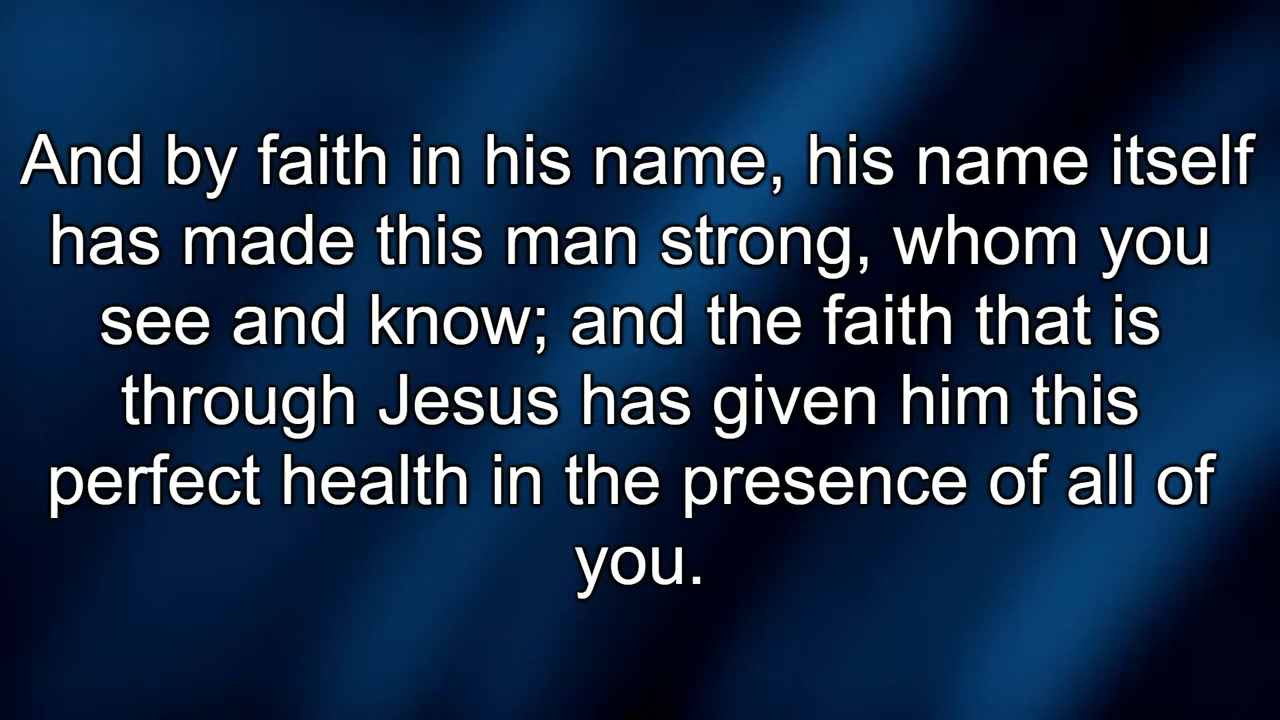 And by faith in his name, his name itself
has made this man strong, whom you
see and know; and the faith that is
through Jesus has given him this
perfect health in the presence of all of
you.